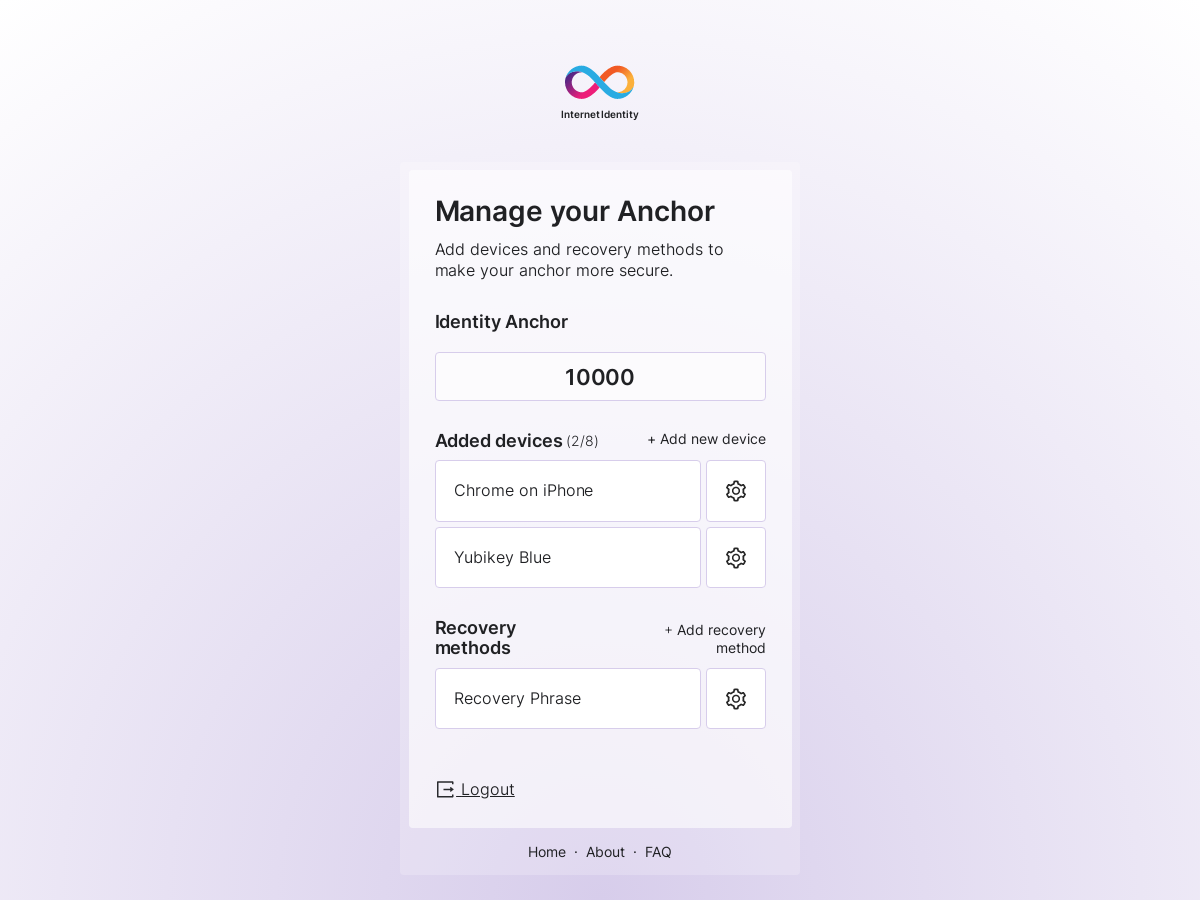 Internet Identity
Manage your Anchor
Add devices and recovery methods to
make your anchor more secure.
Identity Anchor
10000
Added devices (2/8)
+ Add new device
Chrome on iPhone
Yubikey Blue
Recovery
methods
+ Add recovery
method
Recovery Phrase
Logout
Home · About · FAQ